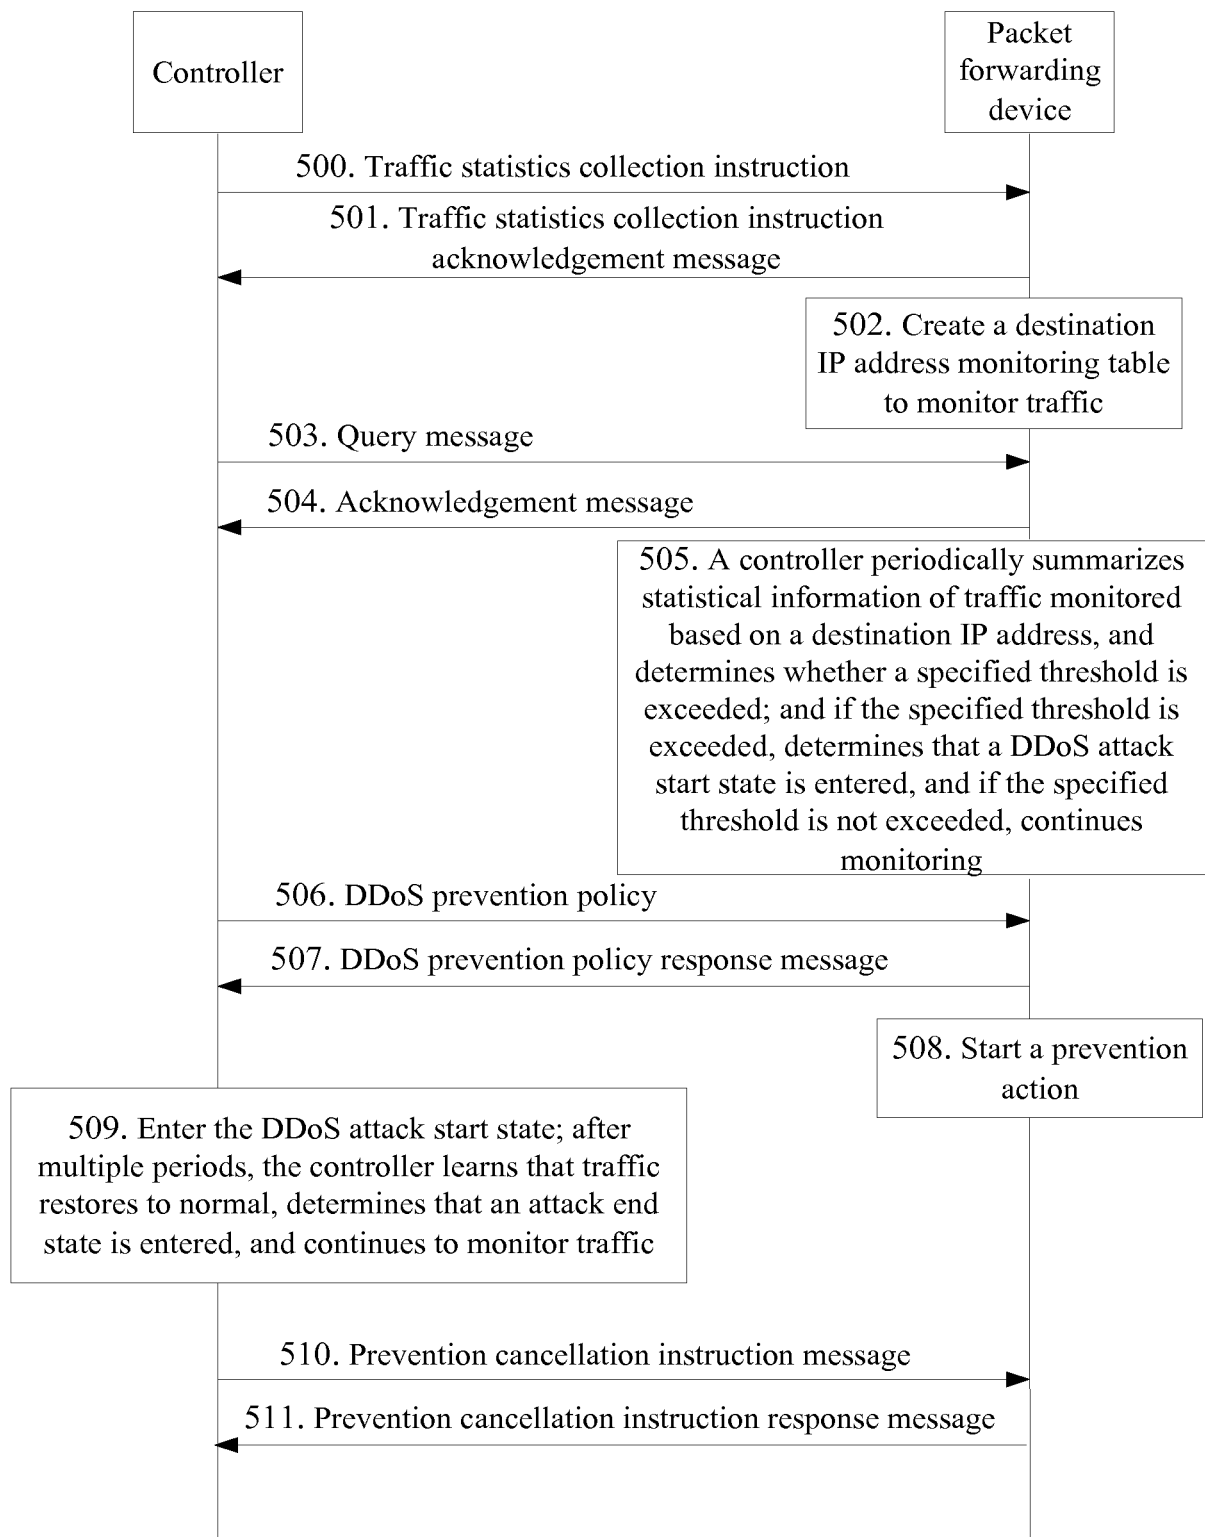 Controller
Packet
forwarding
device
500. Traffic statistics collection instruction
501. Traffic statistics collection instruction
acknowledgement message
502. Create a destination
IP address monitoring table
to monitor traffic
503. Query message
504. Acknowledgement message
505. A controller periodically summarizes
statistical information of traffic monitored
based on a destination IP address, and
determines whether a specified threshold is
exceeded; and if the specified threshold is
exceeded, determines that a DDoS attack
start state is entered, and if the specified
threshold is not exceeded, continues
monitoring
506. DDoS prevention policy
507. DDoS prevention policy response message
508. Start a prevention
action
509. Enter the DDoS attack start state; after
multiple periods, the controller learns that traffic
restores to normal, determines that an attack end
state is entered, and continues to monitor traffic
510. Prevention cancellation instruction message
511. Prevention cancellation instruction response message